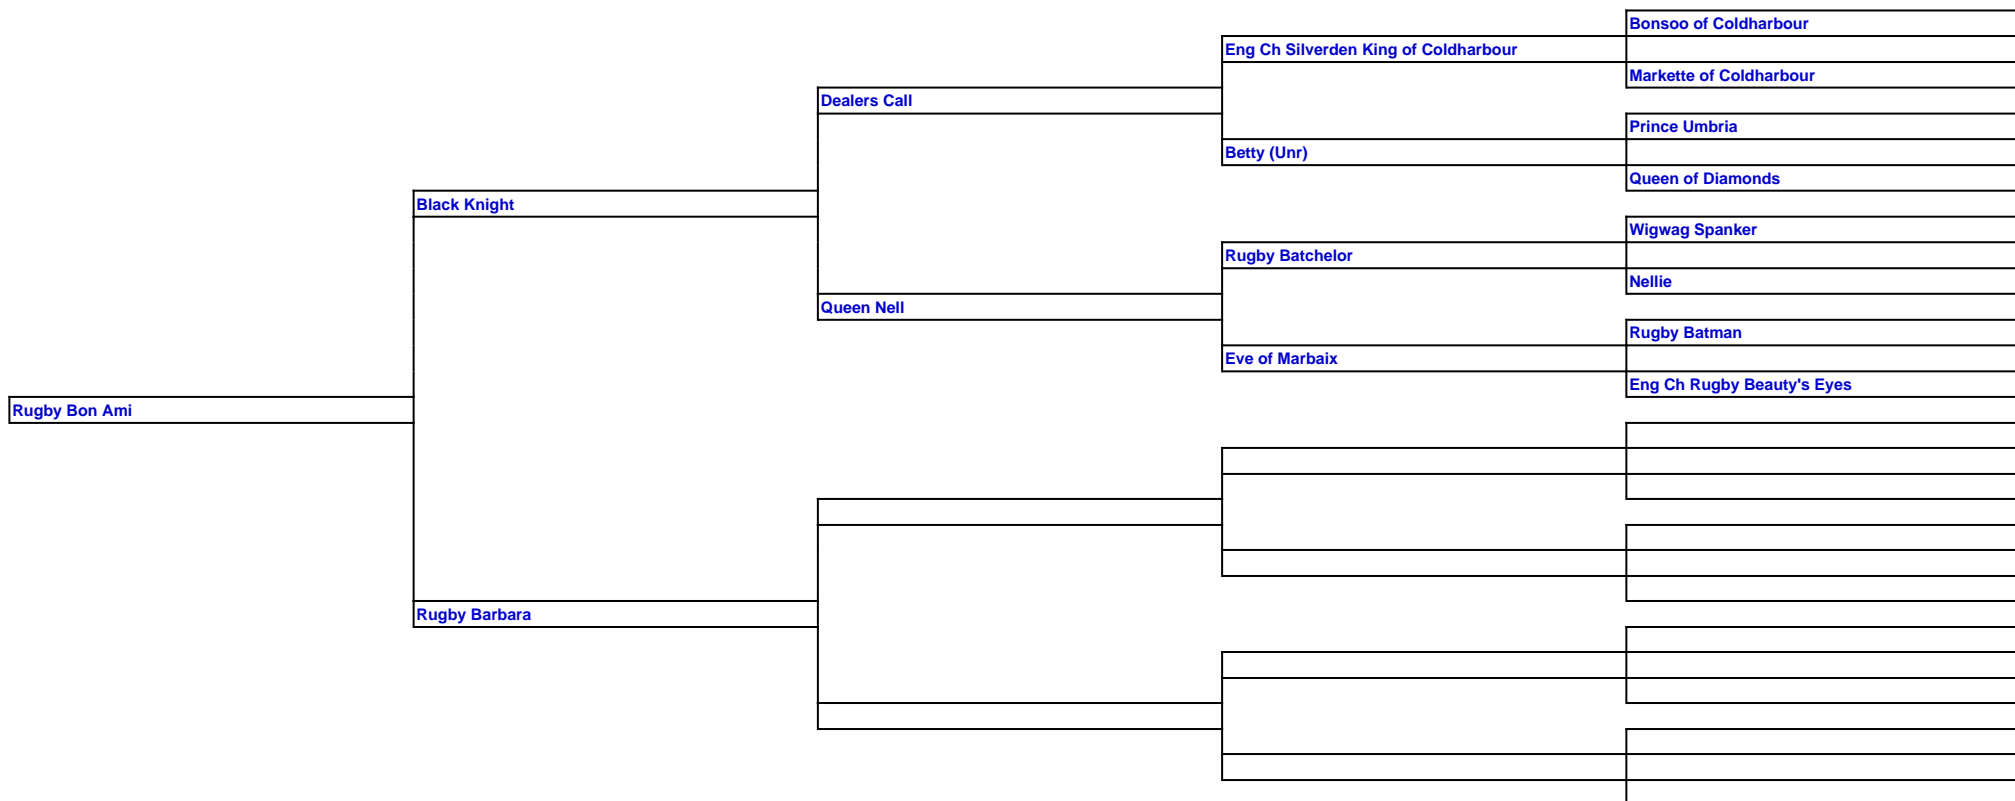 Bonsoo of Coldharbour
Eng Ch Silverden King of Coldharbour
Markette of Coldharbour
Dealers Call
Prince Umbria
Betty (Unr)
Queen of Diamonds
Black Knight
Wigwag Spanker
Rugby Batchelor
Nellie
Queen Nell
Rugby Batman
Eve of Marbaix
Eng Ch Rugby Beauty's Eyes
Rugby Bon Ami
Rugby Barbara